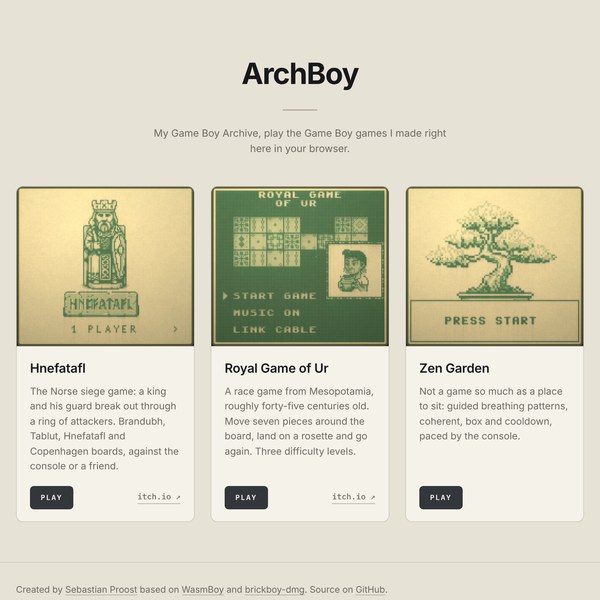 ArchBoy
My Game Boy Archive, play the Game Boy games I made right
here in your browser.
HNEFATAFL
1 PLAYER
ROYAL GAME
OF UR
START GAME
MUSIC ON
LINK CABLE
PRESS START
Hnefatafl
The Norse siege game: a king
and his guard break out through
a ring of attackers. Brandubh,
Tablut, Hnefatafl and
Copenhagen boards, against the
console or a friend.
PLAY
itch.io ↗
Royal Game of Ur
A race game from Mesopotamia,
roughly forty-five centuries old.
Move seven pieces around the
board, land on a rosette and go
again. Three difficulty levels.
PLAY
itch.io ↗
Zen Garden
Not a game so much as a place
to sit: guided breathing patterns,
coherent, box and cooldown,
paced by the console.
PLAY
Created by Sebastian Proost based on WasmBoy and brickboy-dmg. Source on GitHub.